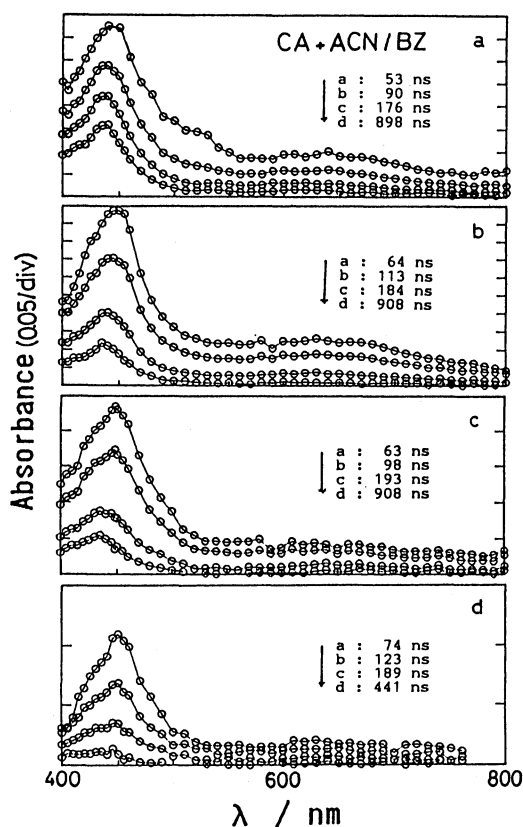 CA + ACN / BZ
a
a : 53 ns
b : 90 ns
c : 176 ns
d : 898 ns
b
a : 64 ns
b : 113 ns
c : 184 ns
d : 908 ns
Absorbance (0.05/div)
c
a : 63 ns
b : 98 ns
c : 193 ns
d : 908 ns
d
a : 74 ns
b : 123 ns
c : 189 ns
d : 441 ns
400 600 800
λ / nm